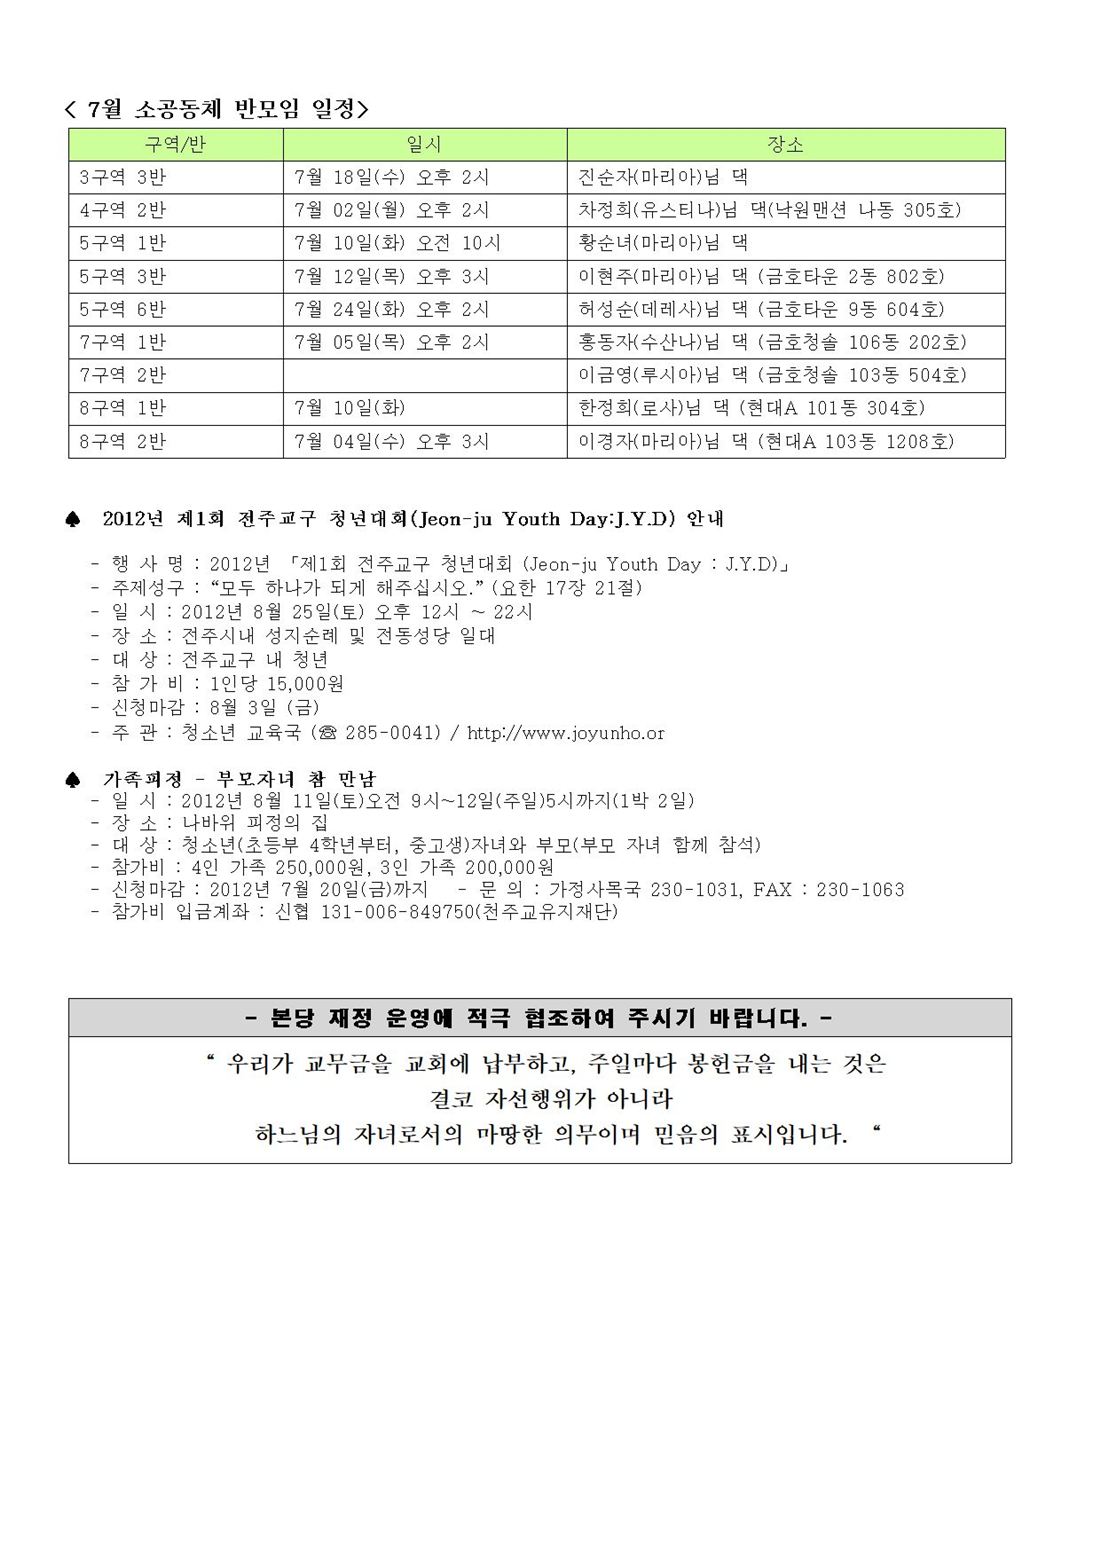 < 7월 소공동체 반모임 일정>
구역/반 일시 장소
3구역 3반 7월 18일(수) 오후 2시 진순자(마리아)님 댁
4구역 2반 7월 02일(월) 오후 2시 차정희(유스티나)님 댁(낙원맨션 나동 305호)
5구역 1반 7월 10일(화) 오전 10시 황순녀(마리아)님 댁
5구역 3반 7월 12일(목) 오후 3시 이현주(마리아)님 댁 (금호타운 2동 802호)
5구역 6반 7월 24일(화) 오후 2시 허성순(데레사)님 댁 (금호타운 9동 604호)
7구역 1반 7월 05일(목) 오후 2시 홍동자(수산나)님 댁 (금호청솔 106동 202호)
7구역 2반 이금영(루시아)님 댁 (금호청솔 103동 504호)
8구역 1반 7월 10일(화) 한정희(로사)님 댁 (현대A 101동 304호)
8구역 2반 7월 04일(수) 오후 3시 이경자(마리아)님 댁 (현대A 103동 1208호)
♠ 2012년 제1회 전주교구 청년대회(Jeon-ju Youth Day:J.Y.D) 안내
- 행 사 명 : 2012년 「제1회 전주교구 청년대회 (Jeon-ju Youth Day : J.Y.D)」
- 주제성구 : “모두 하나가 되게 해주십시오.” (요한 17장 21절)
- 일 시 : 2012년 8월 25일(토) 오후 12시 ~ 22시
- 장 소 : 전주시내 성지순례 및 전동성당 일대
- 대 상 : 전주교구 내 청년
- 참 가 비 : 1인당 15,000원
- 신청마감 : 8월 3일 (금)
- 주 관 : 청소년 교육국 (☎ 285-0041) / http://www.joyunho.or
♠ 가족피정 - 부모자녀 참 만남
- 일 시 : 2012년 8월 11일(토)오전 9시~12일(주일)5시까지(1박 2일)
- 장 소 : 나바위 피정의 집
- 대 상 : 청소년(초등부 4학년부터, 중고생)자녀와 부모(부모 자녀 함께 참석)
- 참가비 : 4인 가족 250,000원, 3인 가족 200,000원
- 신청마감 : 2012년 7월 20일(금)까지 - 문 의 : 가정사목국 230-1031, FAX : 230-1063
- 참가비 입금계좌 : 신협 131-006-849750(천주교유지재단)
- 본당 재정 운영에 적극 협조하여 주시기 바랍니다. -
“ 우리가 교무금을 교회에 납부하고, 주일마다 봉헌금을 내는 것은
결코 자선행위가 아니라
하느님의 자녀로서의 마땅한 의무이며 믿음의 표시입니다. “